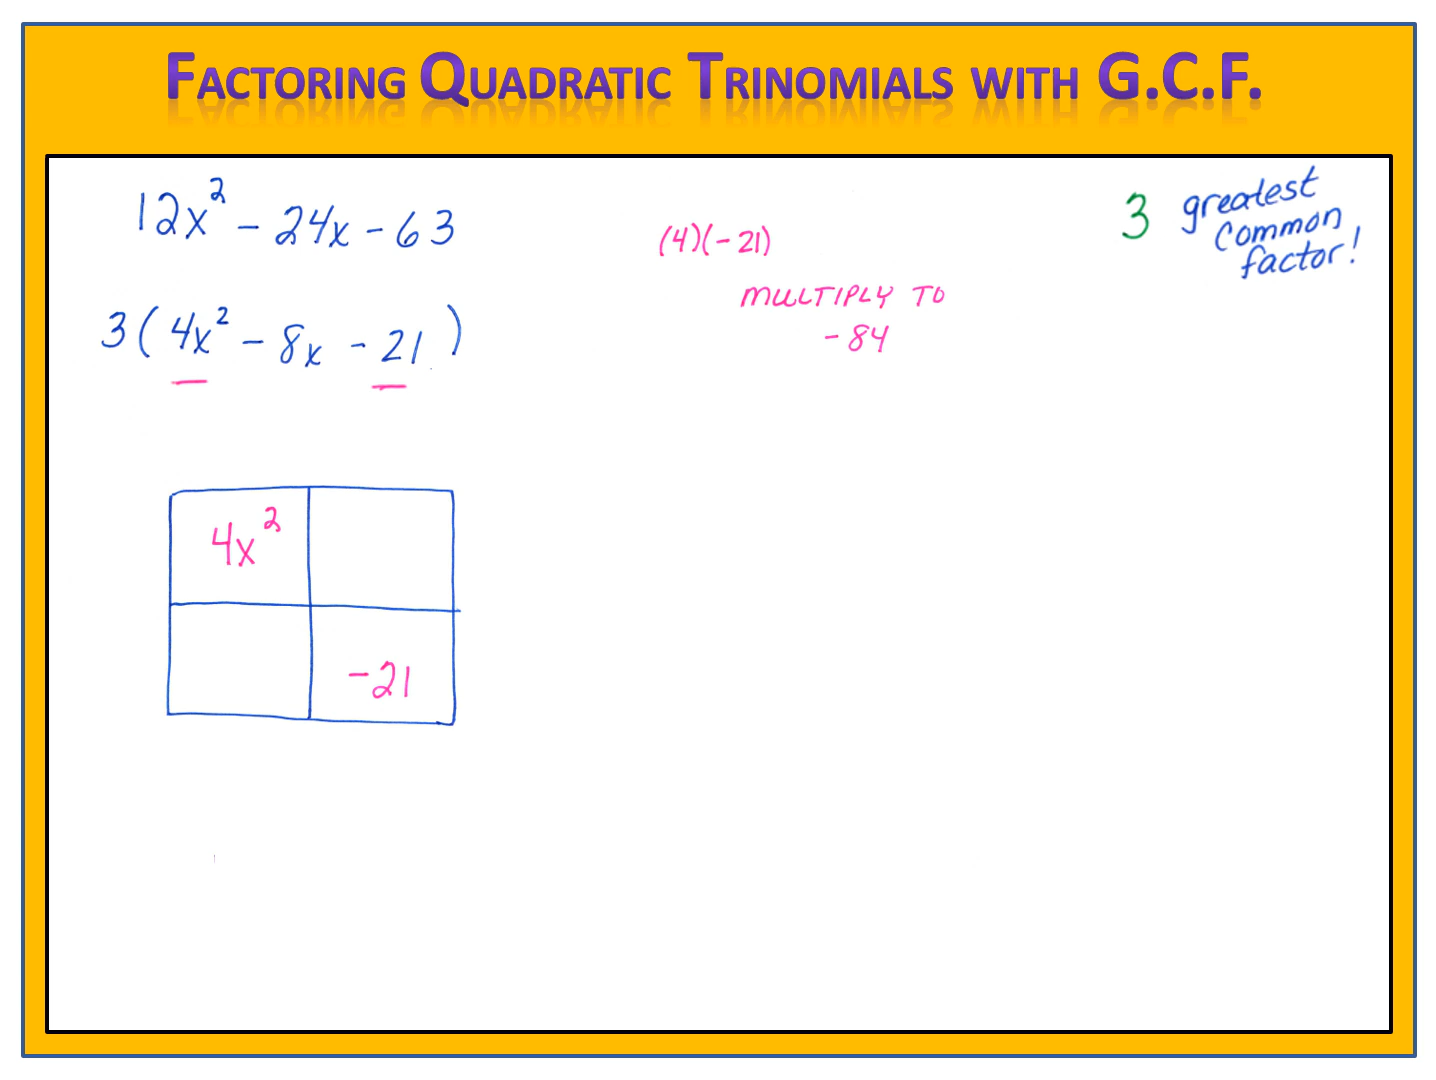 FACTORING QUADRATIC TRINOMIALS WITH G.C.F.
12x² - 24x - 63
(4)(-21)
3 greatest
common
factor!
MULTIPLY TO
-84
3(4x² - 8x - 21)
4x²
-21